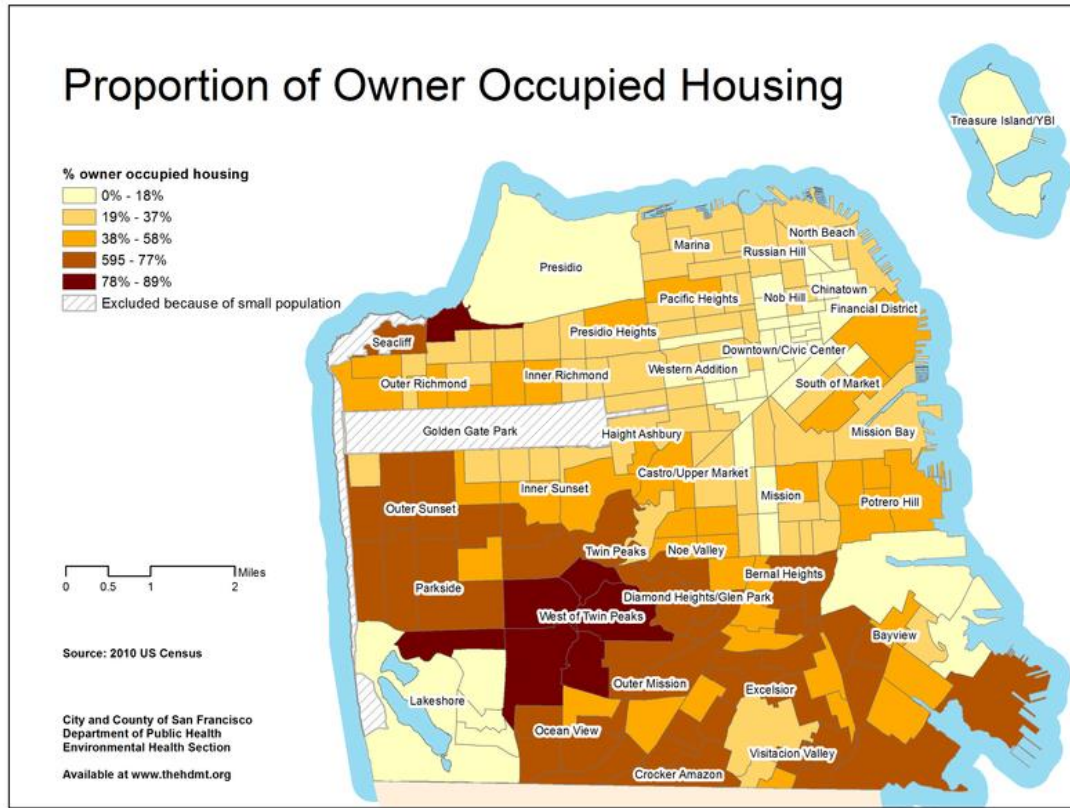 Proportion of Owner Occupied Housing
Treasure Island/YBI
% owner occupied housing
0% - 18%
19% - 37%
38% - 58%
595 - 77%
78% - 89%
Excluded because of small population
North Beach
Marina
Russian Hill
Presidio
Chinatown
Pacific Heights
Nob Hill
Financial District
Presidio Heights
Seacliff
Downtown/Civic Center
Western Addition
Inner Richmond
Outer Richmond
South of Market
Golden Gate Park
Haight Ashbury
Mission Bay
Castro/Upper Market
Inner Sunset
Mission
Potrero Hill
Outer Sunset
Twin Peaks
Noe Valley
0 0.5 1 2 Miles
Bernal Heights
Parkside
Diamond Heights/Glen Park
West of Twin Peaks
Bayview
Source: 2010 US Census
Outer Mission
Excelsior
Lakeshore
City and County of San Francisco
Department of Public Health
Environmental Health Section
Ocean View
Visitacion Valley
Crocker Amazon
Available at www.thehdmt.org